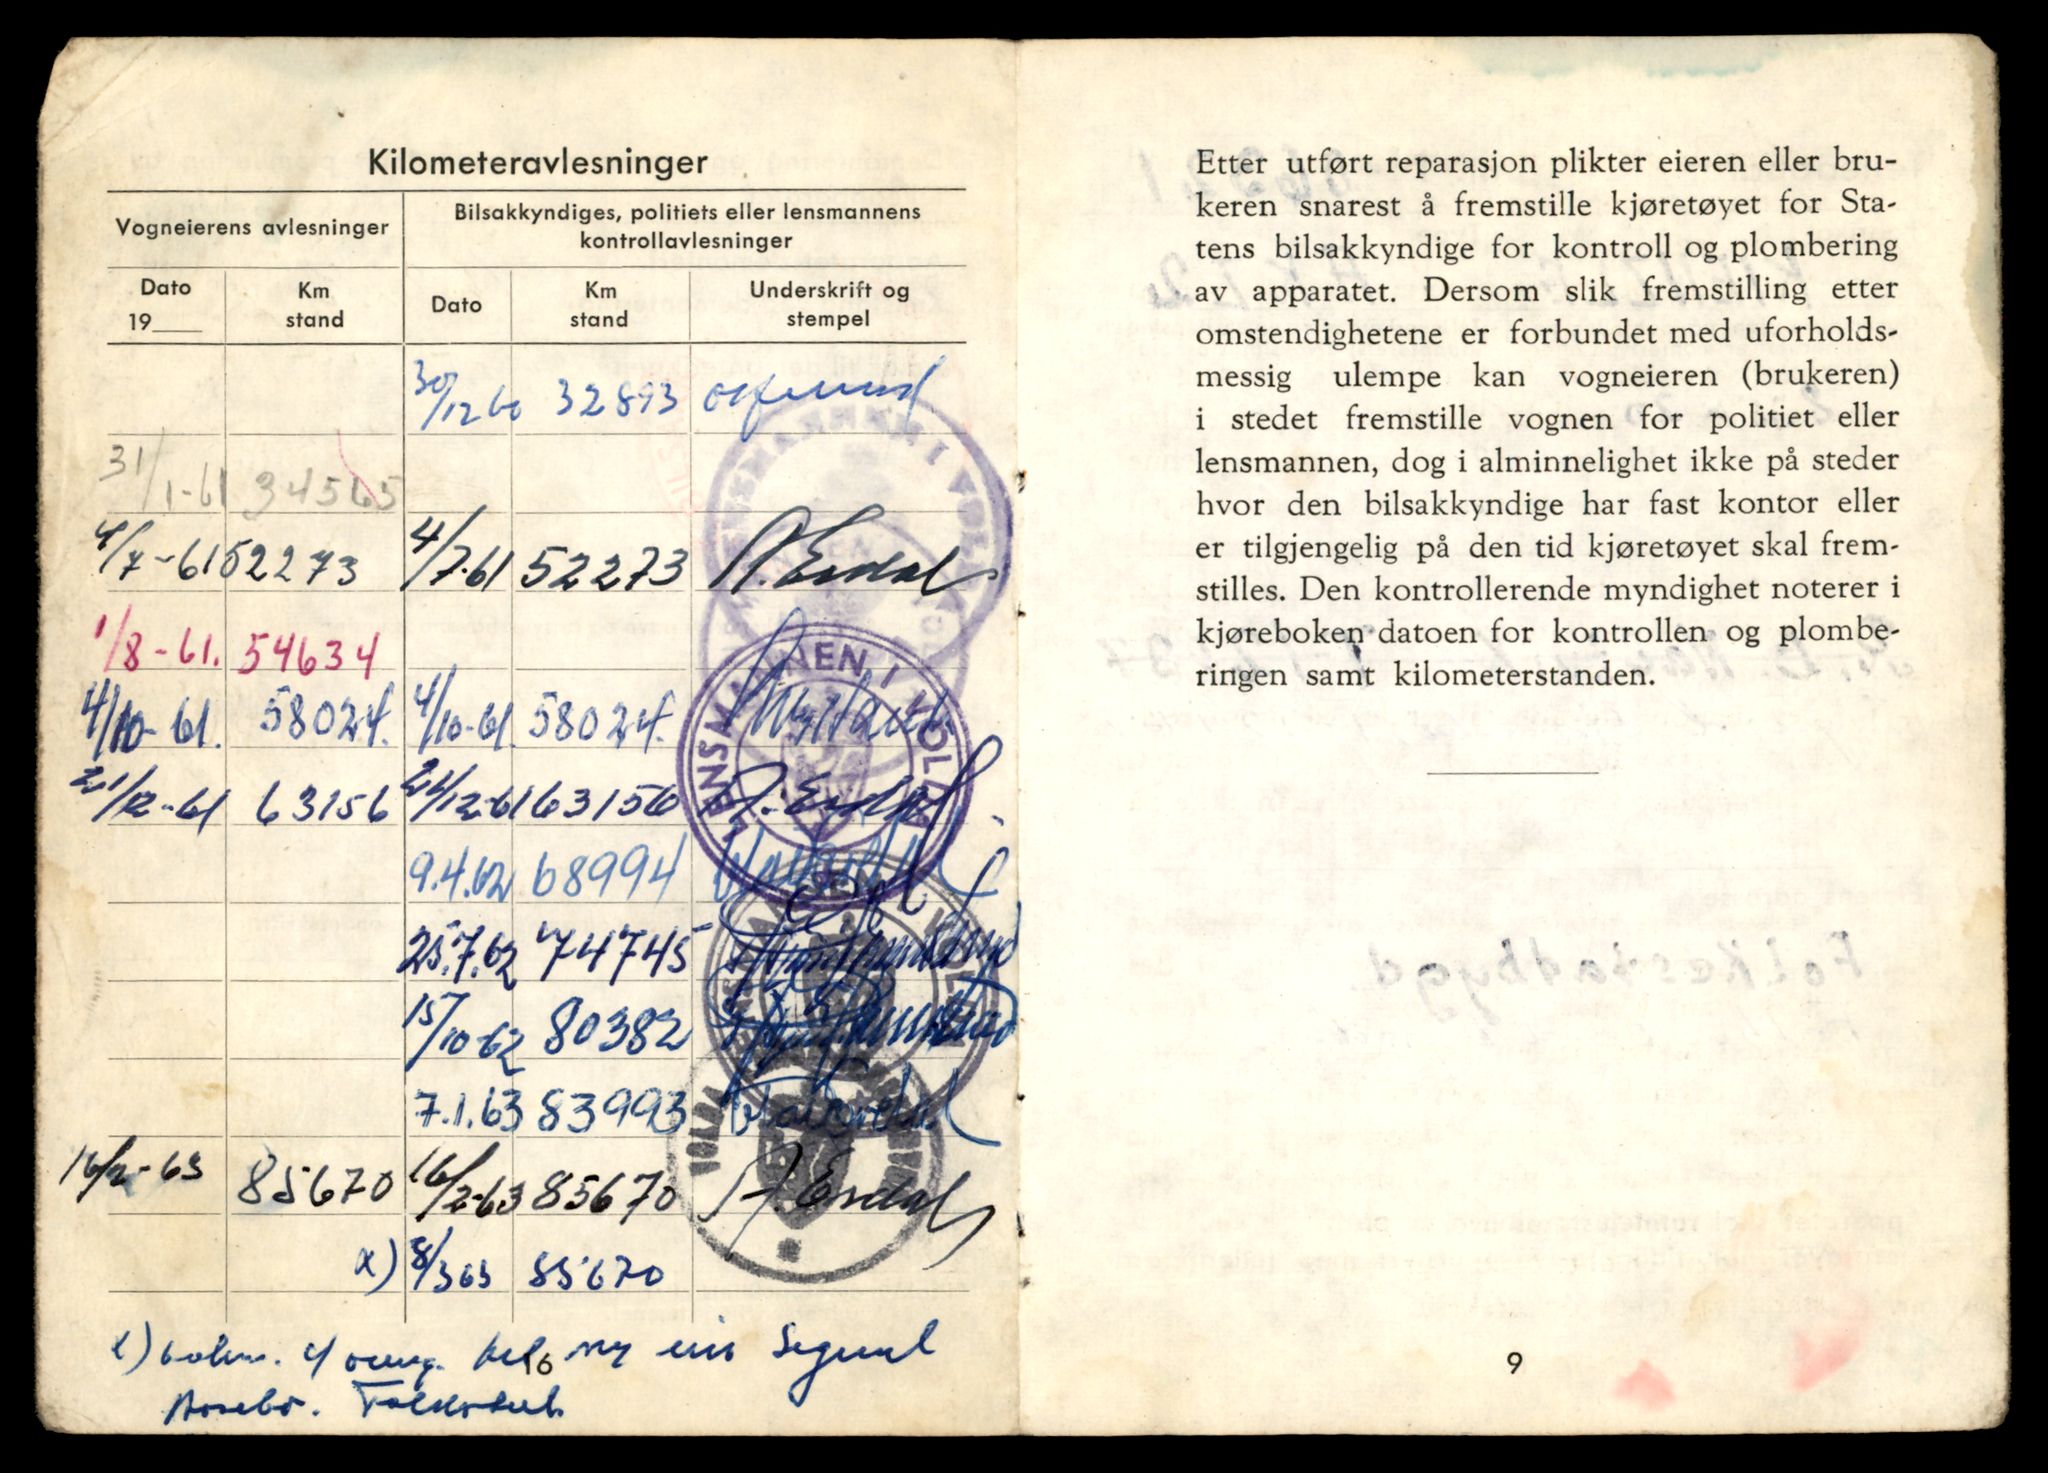 Kilometeravlesninger
Vogneierens avlesninger
Bilsakkyndiges, politiets eller lensmannens
kontrollavlesninger
Dato
19___
Km
stand
Dato
Km
stand
Underskrift og
stempel
30/12 60 32893
31/1-61 34565
4/7-61 52273 4/7-61 52273 A. Esdal
1/8-61. 54634
4/10-61. 58024. 4/10-61. 58024.
21/12-61 63156 21/12-61 63156 A. Esdal
9.4.62 68994
25.7.62 74745
15/10-62 80382
7.1.63 83993
16/2-63 85670 16/2-63 85670 A. Esdal
x) 8/3 63 85670
LENSMANNEN I VOLDA
16
Etter utført reparasjon plikter eieren eller bru-
keren snarest å fremstille kjøretøyet for Sta-
tens bilsakkyndige for kontroll og plombering
av apparatet. Dersom slik fremstilling etter
omstendighetene er forbundet med uforholds-
messig ulempe kan vogneieren (brukeren)
i stedet fremstille vognen for politiet eller
lensmannen, dog i alminnelighet ikke på steder
hvor den bilsakkyndige har fast kontor eller
er tilgjengelig på den tid kjøretøyet skal frem-
stilles. Den kontrollerende myndighet noterer i
kjøreboken datoen for kontrollen og plombe-
ringen samt kilometerstanden.
9